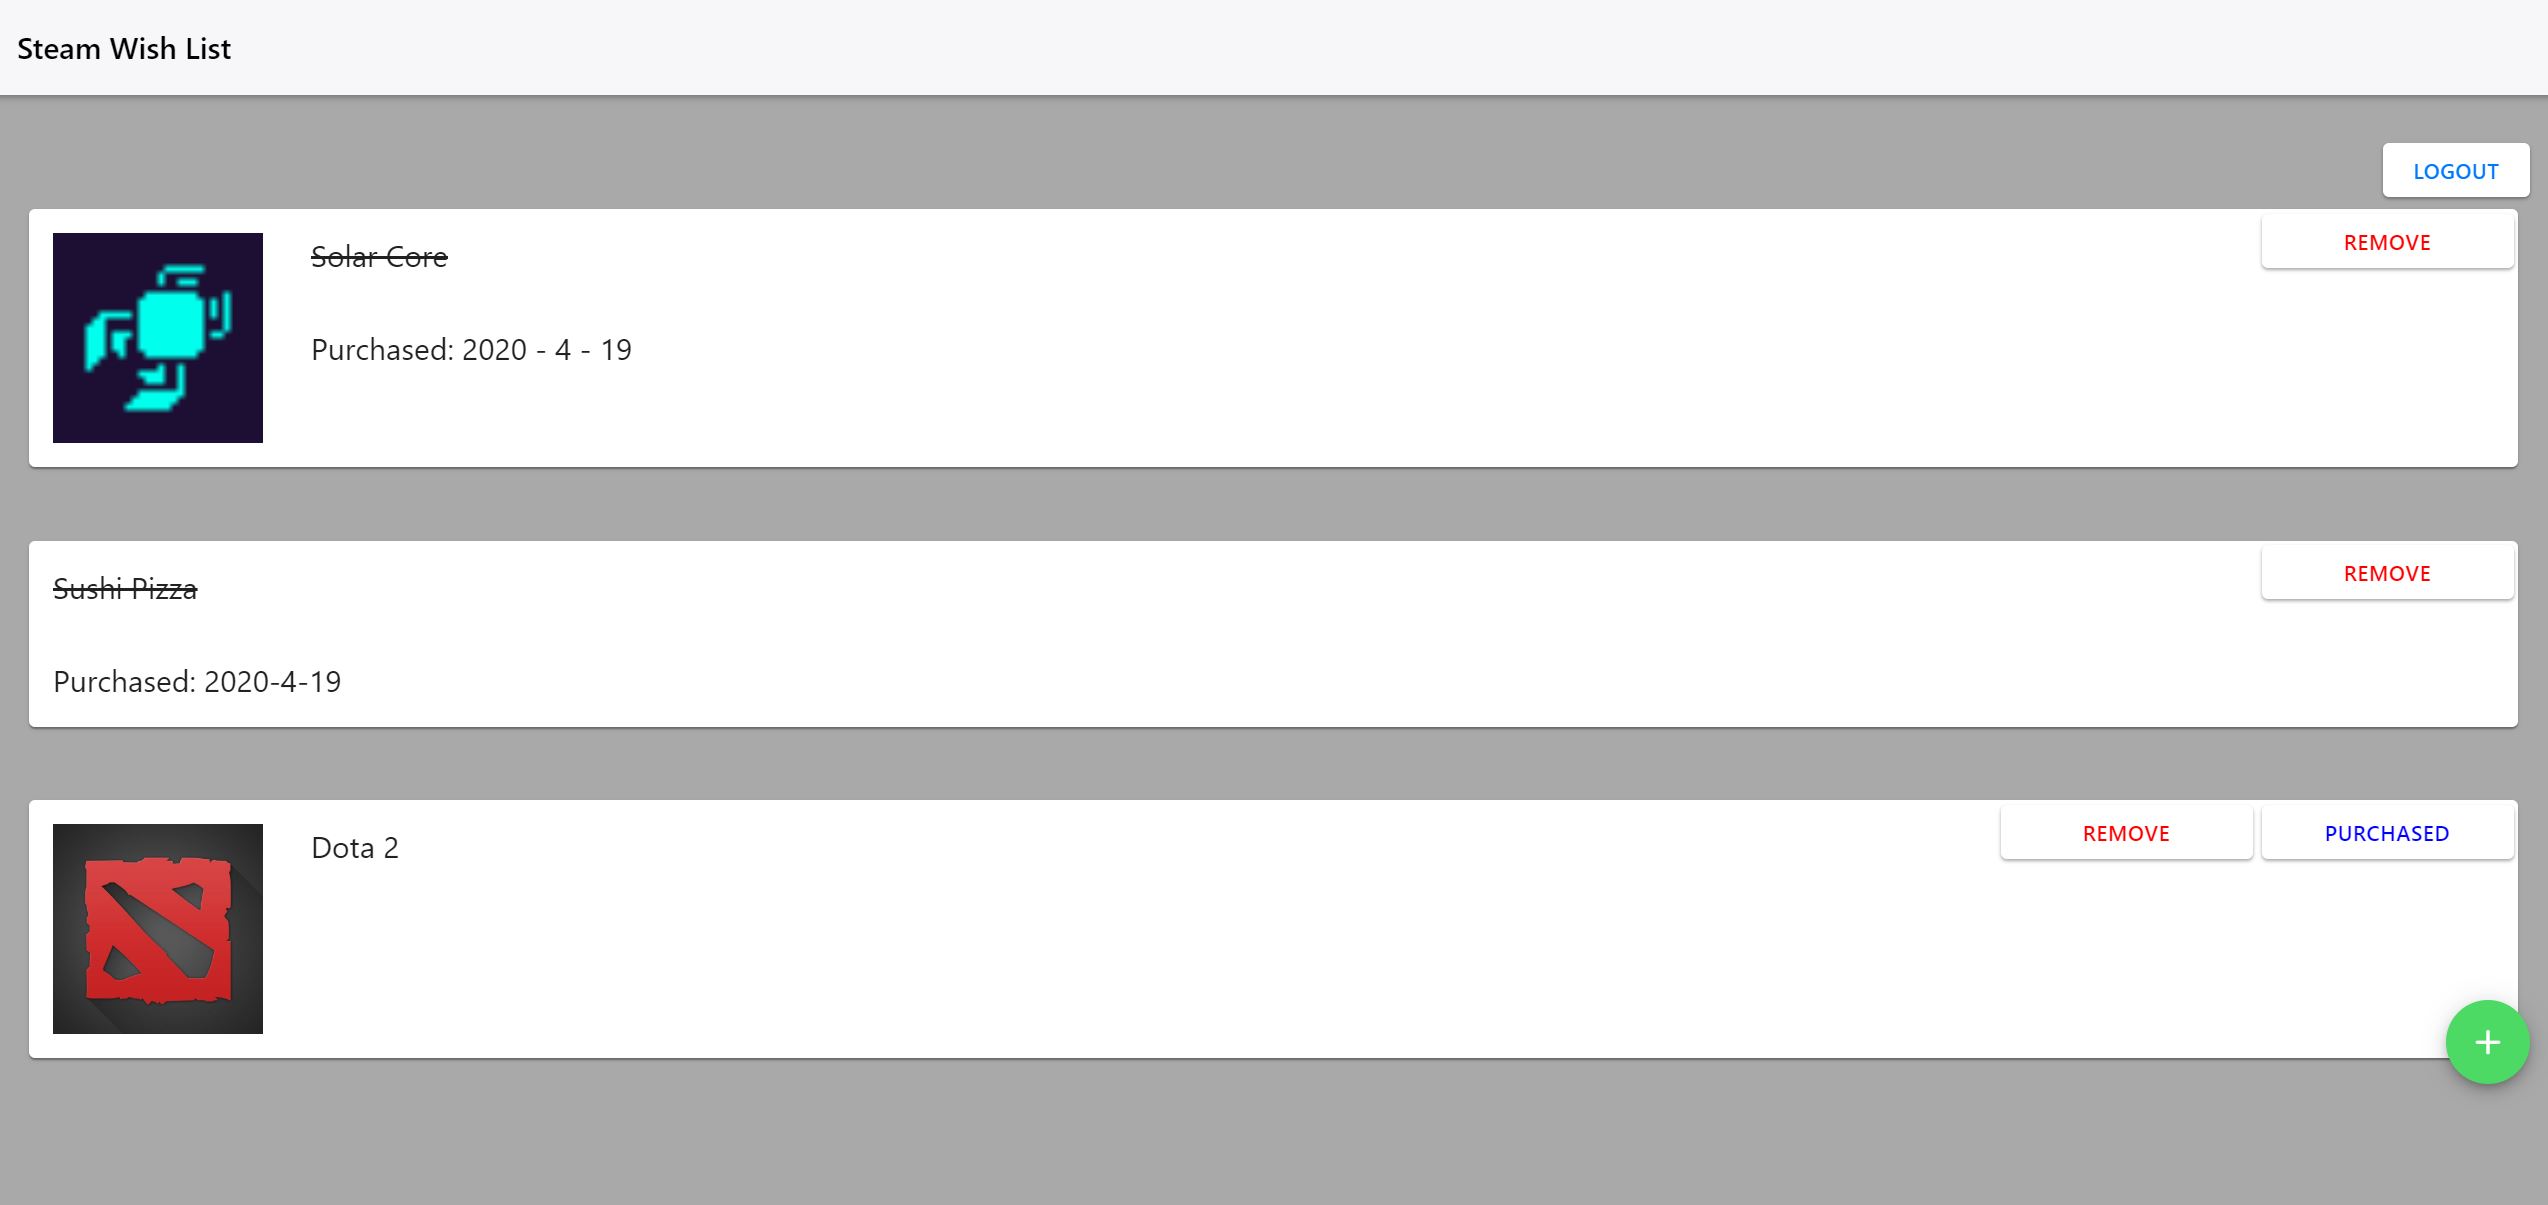 Steam Wish List
LOGOUT
Solar Core
REMOVE
Purchased: 2020 - 4 - 19
Sushi Pizza
REMOVE
Purchased: 2020-4-19
Dota 2
REMOVE
PURCHASED
+